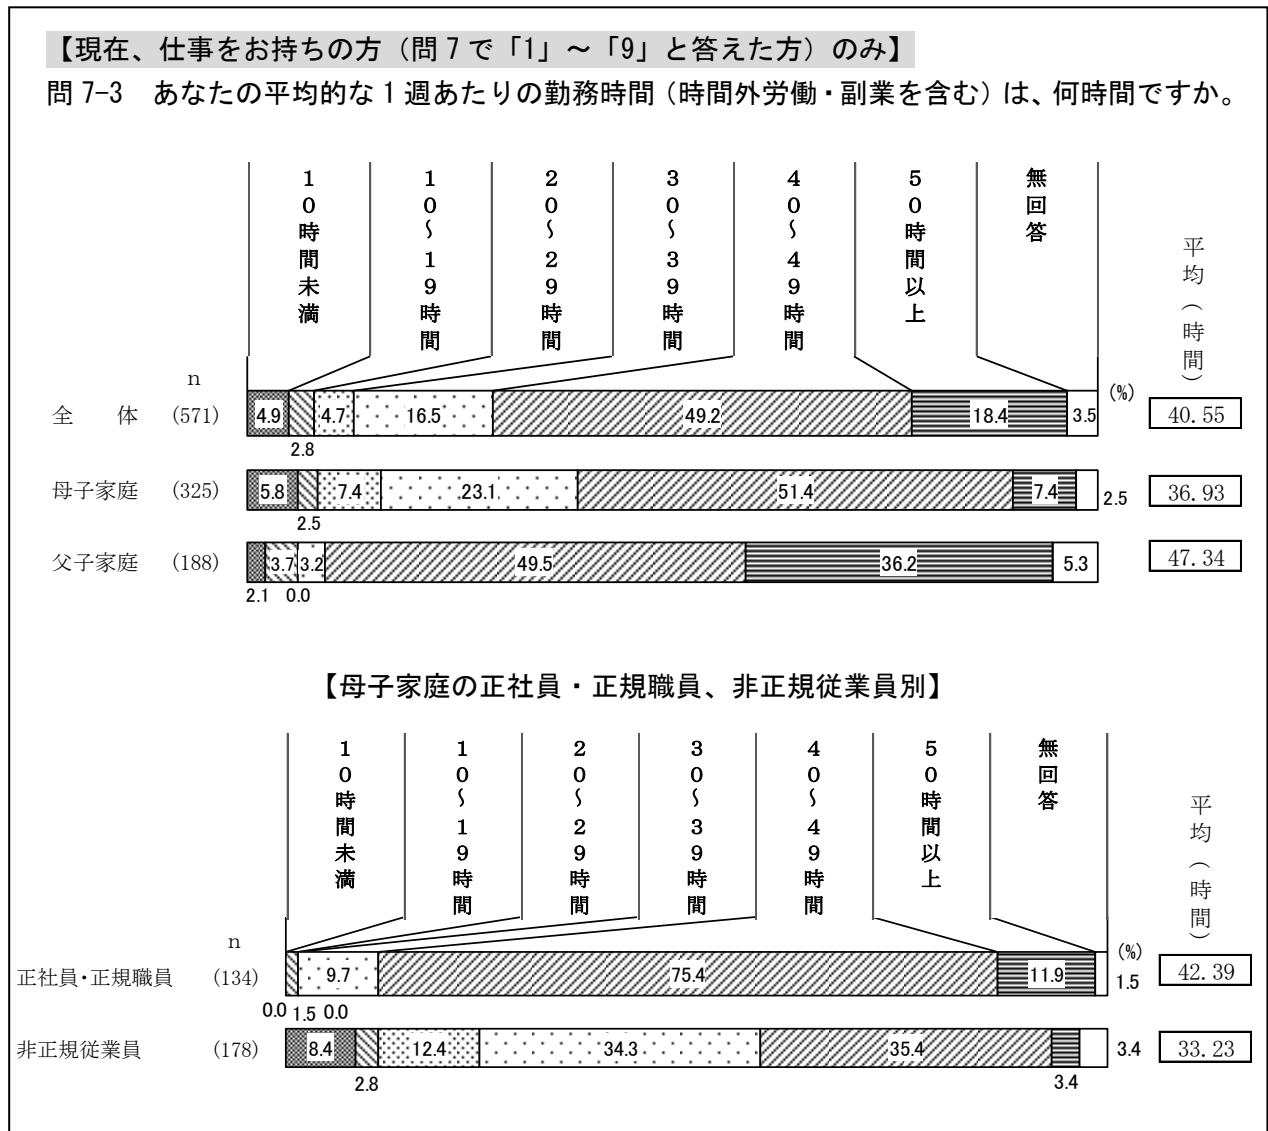 【現在、仕事をお持ちの方（問７で「1」～「9」と答えた方）のみ】
問 7-3　あなたの平均的な１週あたりの勤務時間（時間外労働・副業を含む）は、何時間ですか。
１０時間未満
１０～１９時間
２０～２９時間
３０～３９時間
４０～４９時間
５０時間以上
無回答
平均（時間）
n
(%)
全　体 (571) 4.9 4.7 16.5 49.2 18.4 3.5 40.55
2.8
母子家庭 (325) 5.8 7.4 23.1 51.4 7.4 2.5 36.93
2.5
父子家庭 (188) 3.7 3.2 49.5 36.2 5.3 47.34
2.1 0.0
【母子家庭の正社員・正規職員、非正規従業員別】
１０時間未満
１０～１９時間
２０～２９時間
３０～３９時間
４０～４９時間
５０時間以上
無回答
平均（時間）
n
(%)
正社員・正規職員 (134) 9.7 75.4 11.9 1.5 42.39
0.0 1.5 0.0
非正規従業員 (178) 8.4 12.4 34.3 35.4 3.4 33.23
2.8 3.4